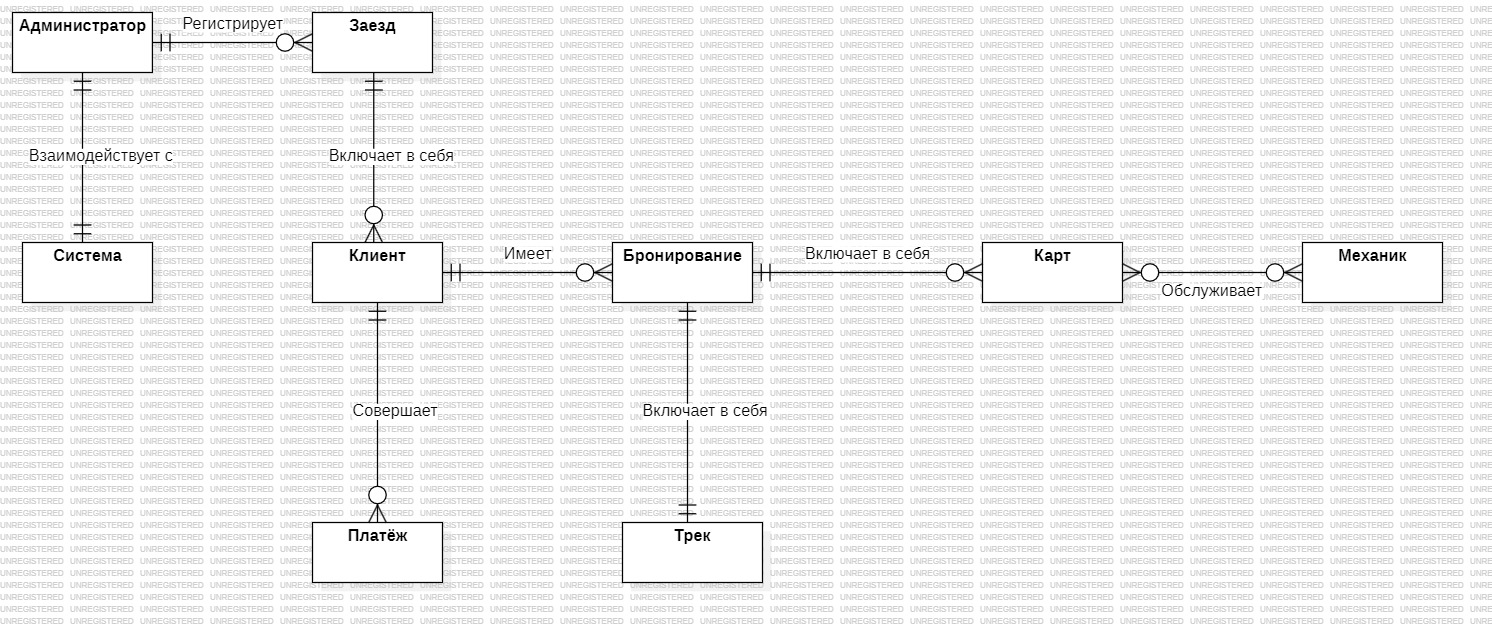 Администратор
Регистрирует
Заезд
Взаимодействует с
Включает в себя
Система
Клиент
Имеет
Бронирование
Включает в себя
Карт
Обслуживает
Механик
Совершает
Включает в себя
Платёж
Трек
UNREGISTERED